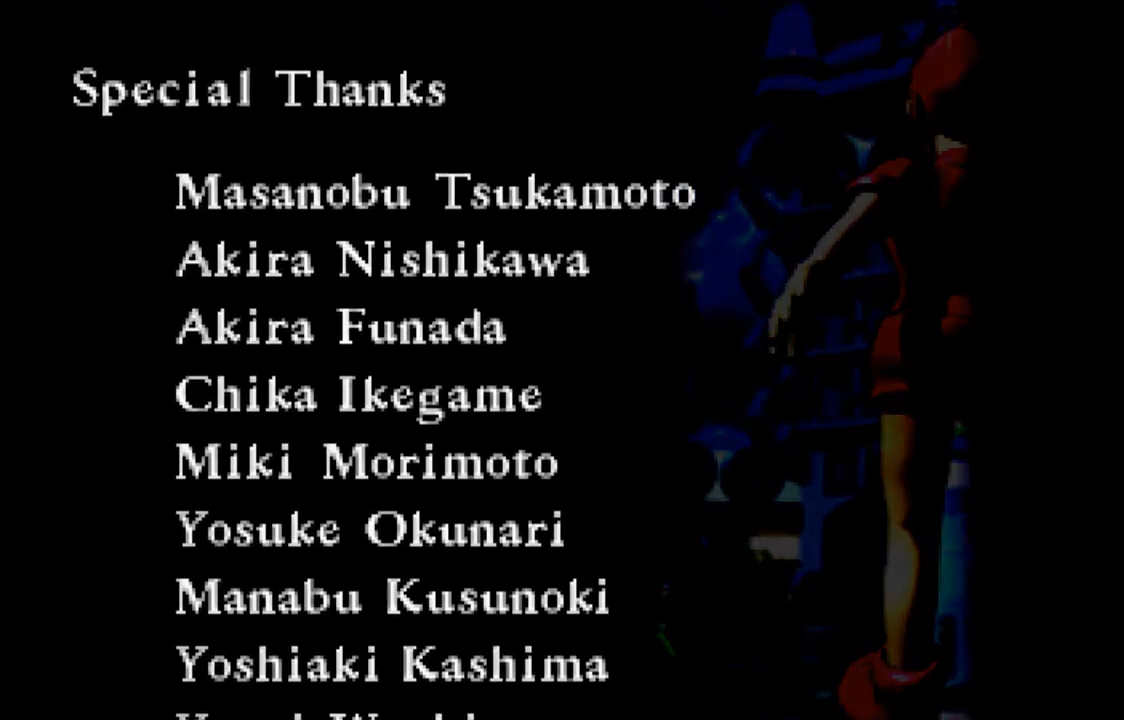 Special Thanks
Masanobu Tsukamoto
Akira Nishikawa
Akira Funada
Chika Ikegame
Miki Morimoto
Yosuke Okunari
Manabu Kusunoki
Yoshiaki Kashima